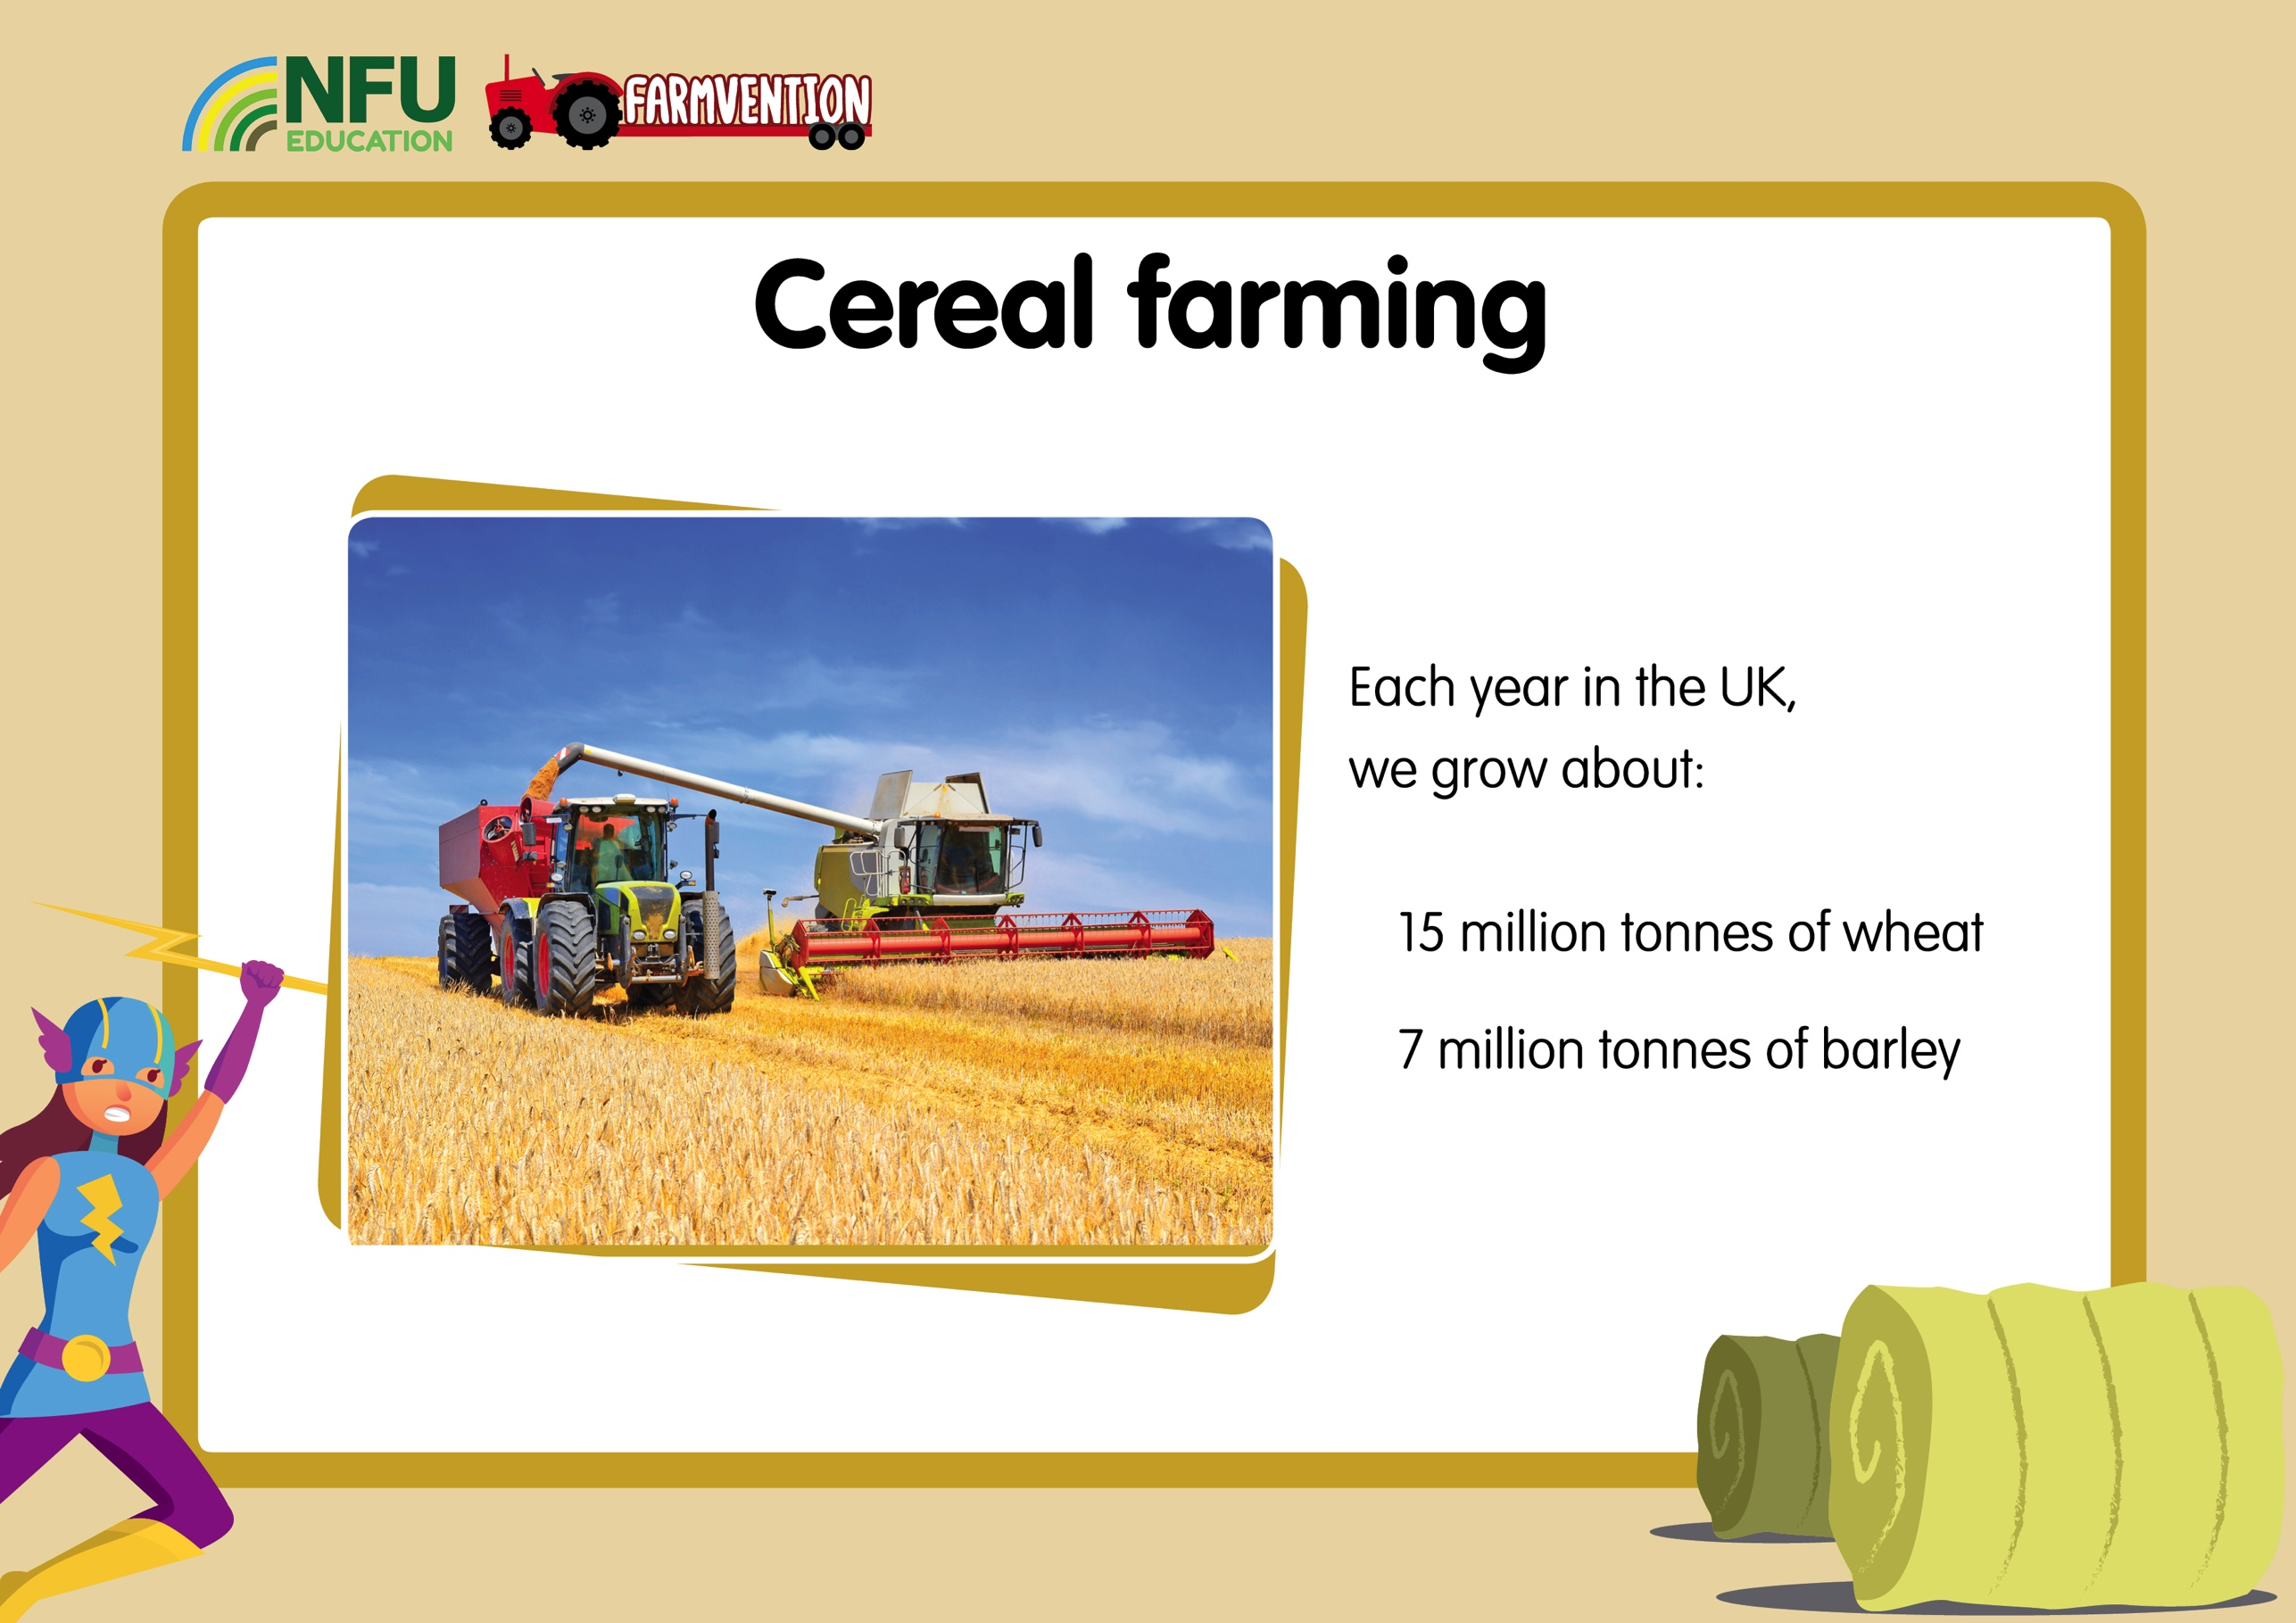 NFU
EDUCATION
FARMVENTION
Cereal farming
Each year in the UK,
we grow about:
15 million tonnes of wheat
7 million tonnes of barley